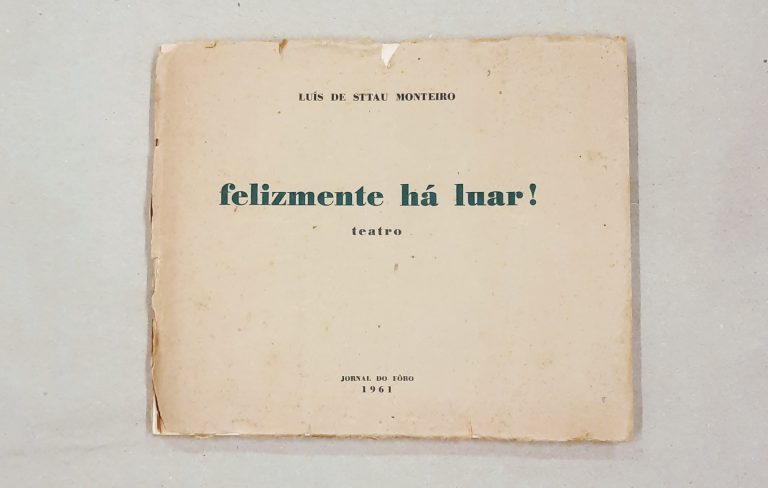 LUÍS DE STTAU MONTEIRO
felizmente há luar!
teatro
JORNAL DO FÔRO
1961